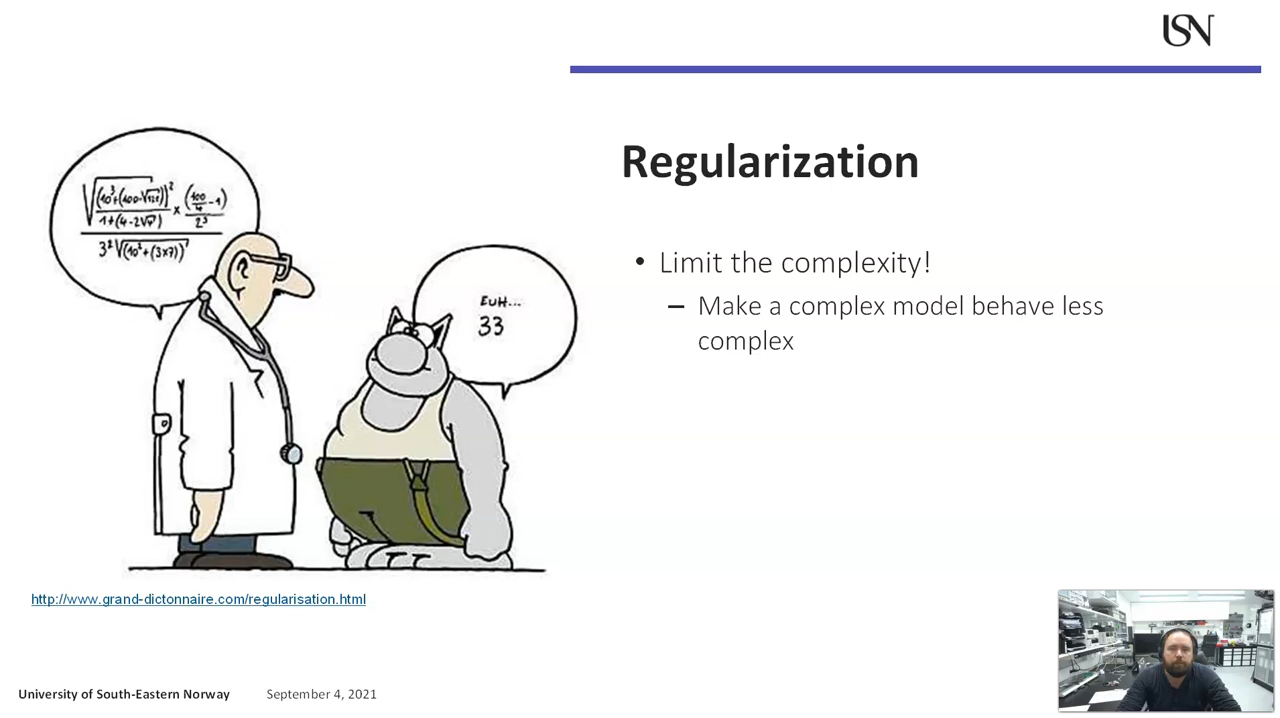 USN
Regularization
• Limit the complexity!
– Make a complex model behave less
complex
EUH...
33
http://www.grand-dictonnaire.com/regularisation.html
University of South-Eastern Norway September 4, 2021